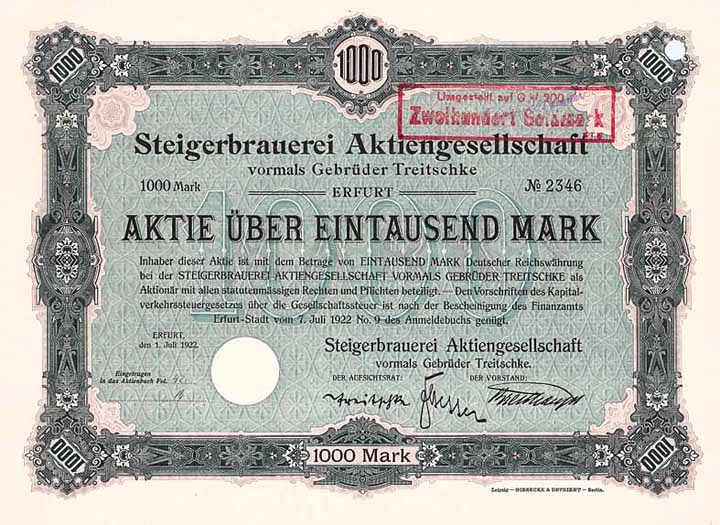 1000
1000
1000
Umgestellt auf G.M. 200
Zweihundert Goldmark
Steigerbrauerei Aktiengesellschaft
vormals Gebrüder Treitschke
1000 Mark
ERFURT
№ 2346
1000
AKTIE ÜBER EINTAUSEND MARK
Inhaber dieser Aktie ist mit dem Betrage von EINTAUSEND MARK Deutscher Reichswährung
bei der STEIGERBRAUEREI AKTIENGESELLSCHAFT VORMALS GEBRÜDER TREITSCHKE als
Aktionär mit allen statutenmässigen Rechten und Pflichten beteiligt. — Den Vorschriften des Kapital-
verkehrssteuergesetzes über die Gesellschaftssteuer ist nach der Bescheinigung des Finanzamts
Erfurt-Stadt vom 7. Juli 1922 No. 9 des Anmeldebuchs genügt.
ERFURT,
den 1. Juli 1922.
Steigerbrauerei Aktiengesellschaft
vormals Gebrüder Treitschke.
Eingetragen
in das Aktienbuch Fol.
DER AUFSICHTSRAT:
DER VORSTAND:
Treitschke
1000
1000 Mark
1000
Leipzig — GIESECKE & DEVRIENT — Berlin.